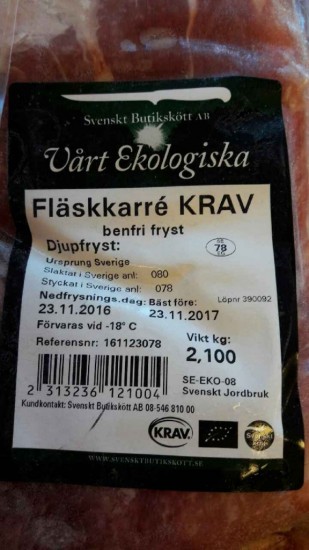 Svenskt Butikskött AB
Vårt Ekologiska
Fläskkarré KRAV
benfri fryst
Djupfryst:
SE
78
EG
Ursprung Sverige
Slaktat i Sverige anl: 080
Styckat i Sverige anl: 078
Nedfrysnings.dag: Bäst före: Löpnr 390092
23.11.2016 23.11.2017
Förvaras vid -18° C
Referensnr: 161123078
Vikt kg:
2,100
2 313236 121004
SE-EKO-08
Svenskt Jordbruk
Kundkontakt: Svenskt Butikskött AB 08-546 810 00
KRAV
WWW.SVENSKTBUTIKSKOTT.SE